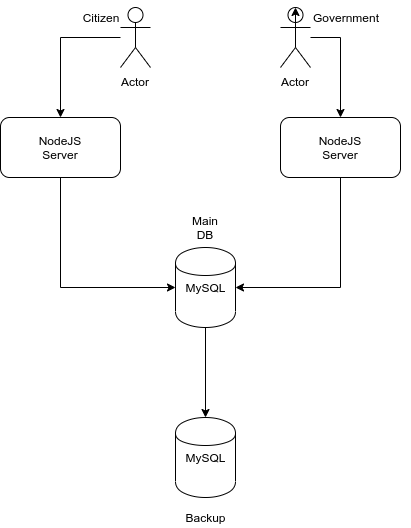 Citizen
Government
Actor
Actor
NodeJS
Server
NodeJS
Server
Main
DB
MySQL
MySQL
Backup